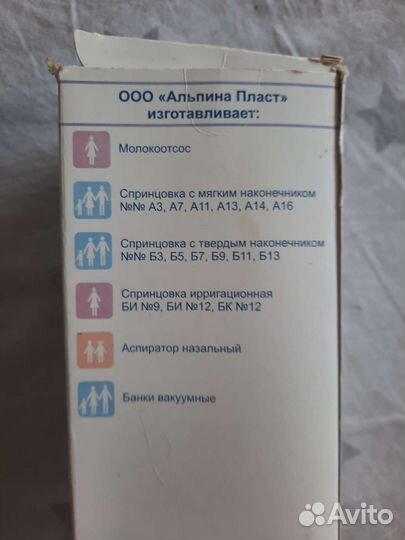 ООО «Альпина Пласт»
изготавливает:
Молокоотсос
Спринцовка с мягким наконечником
№№ А3, А7, А11, А13, А14, А16
Спринцовка с твердым наконечником
№№ Б3, Б5, Б7, Б9, Б11, Б13
Спринцовка ирригационная
БИ №9, БИ №12, БК №12
Аспиратор назальный
Банки вакуумные
Avito